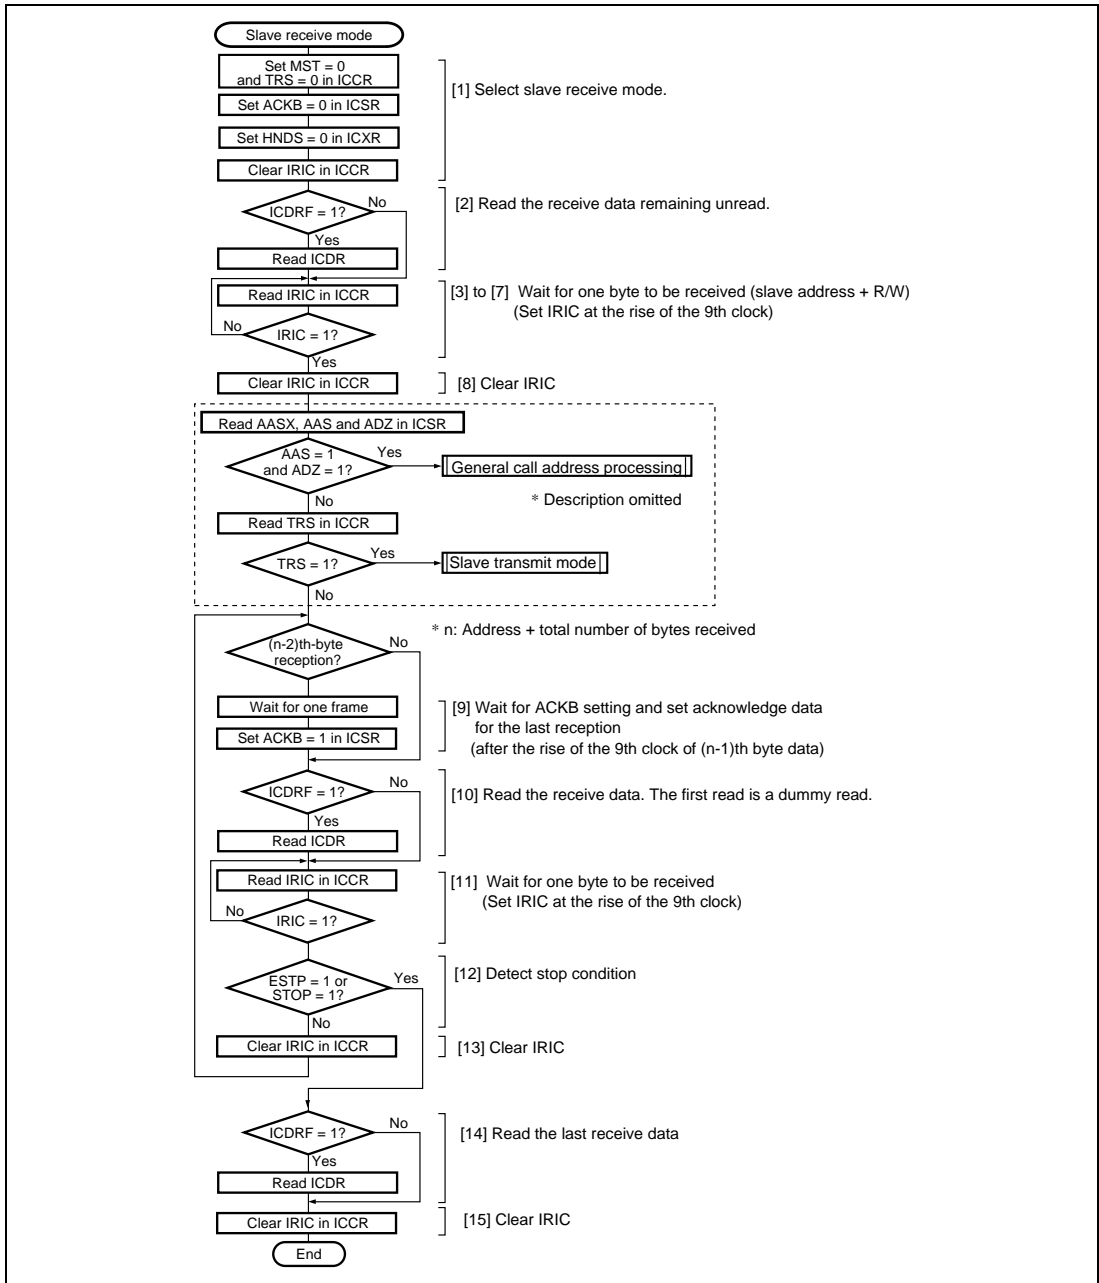 Slave receive mode
Set MST = 0
and TRS = 0 in ICCR
[1] Select slave receive mode.
Set ACKB = 0 in ICSR
Set HNDS = 0 in ICXR
Clear IRIC in ICCR
ICDRF = 1?
No
[2] Read the receive data remaining unread.
Yes
Read ICDR
Read IRIC in ICCR
[3] to [7] Wait for one byte to be received (slave address + R/W)
(Set IRIC at the rise of the 9th clock)
No
IRIC = 1?
Yes
Clear IRIC in ICCR
[8] Clear IRIC
Read AASX, AAS and ADZ in ICSR
AAS = 1
and ADZ = 1?
Yes
General call address processing
* Description omitted
No
Read TRS in ICCR
TRS = 1?
Yes
Slave transmit mode
No
* n: Address + total number of bytes received
(n-2)th-byte
reception?
No
Wait for one frame
[9] Wait for ACKB setting and set acknowledge data
for the last reception
(after the rise of the 9th clock of (n-1)th byte data)
Set ACKB = 1 in ICSR
ICDRF = 1?
No
[10] Read the receive data. The first read is a dummy read.
Yes
Read ICDR
Read IRIC in ICCR
[11] Wait for one byte to be received
(Set IRIC at the rise of the 9th clock)
No
IRIC = 1?
ESTP = 1 or
STOP = 1?
Yes
[12] Detect stop condition
No
Clear IRIC in ICCR
[13] Clear IRIC
ICDRF = 1?
No
[14] Read the last receive data
Yes
Read ICDR
Clear IRIC in ICCR
[15] Clear IRIC
End